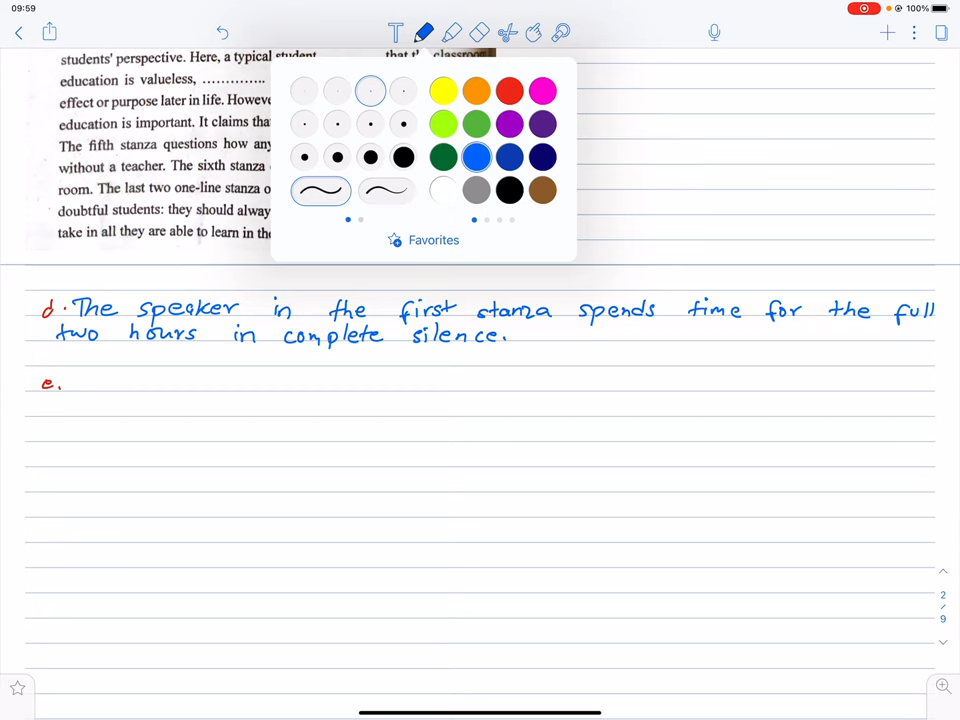 09:59
100%
T
students' perspective. Here, a typical student
that classroom
education is valueless, .............
effect or purpose later in life. Howeve
education is important. It claims tha
The fifth stanza questions how any
without a teacher. The sixth stanza
room. The last two one-line stanza o
doubtful students: they should alway
take in all they are able to learn in the
Favorites
d. The speaker in the first stanza spends time for the full
two hours in complete silence.
e.
2
/
9